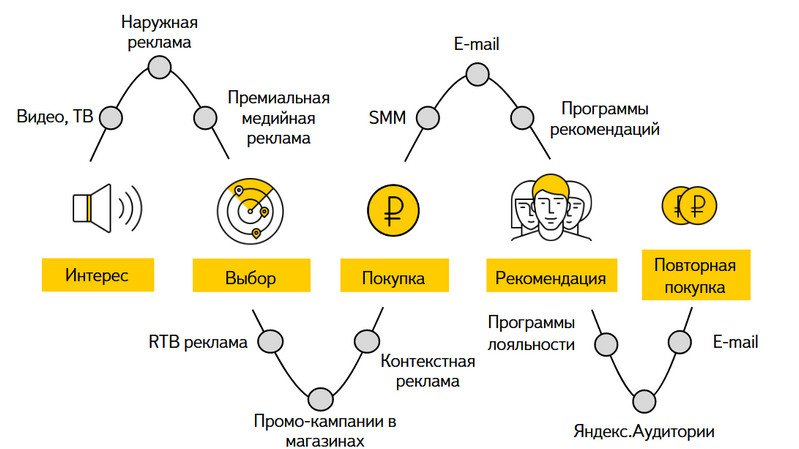 Наружная
реклама
Видео, ТВ
Премиальная
медийная
реклама
E-mail
SMM
Программы
рекомендаций
Интерес
Выбор
Покупка
Рекомендация
Повторная
покупка
RTB реклама
Контекстная
реклама
Промо-кампании в
магазинах
Программы
лояльности
E-mail
Яндекс.Аудитории